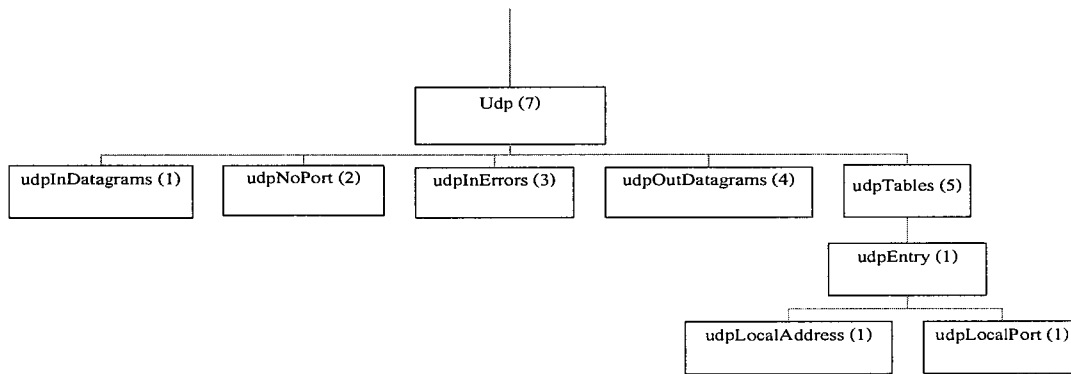 Udp (7)
udpInDatagrams (1)
udpNoPort (2)
udpInErrors (3)
udpOutDatagrams (4)
udpTables (5)
udpEntry (1)
udpLocalAddress (1)
udpLocalPort (1)